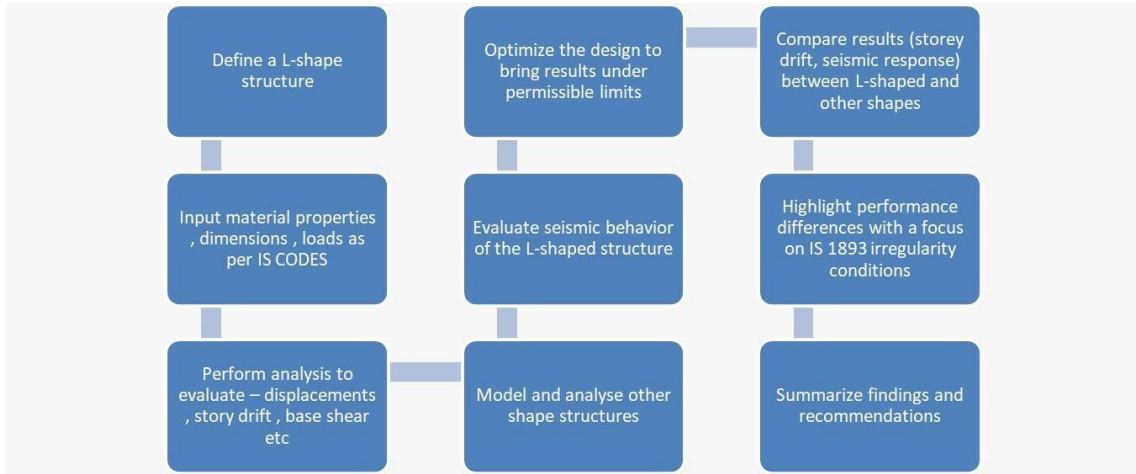 Define a L-shape
structure
Input material properties
, dimensions , loads as
per IS CODES
Perform analysis to
evaluate – displacements
, story drift , base shear
etc
Model and analyse other
shape structures
Evaluate seismic behavior
of the L-shaped structure
Optimize the design to
bring results under
permissible limits
Compare results (storey
drift, seismic response)
between L-shaped and
other shapes
Highlight performance
differences with a focus
on IS 1893 irregularity
conditions
Summarize findings and
recommendations